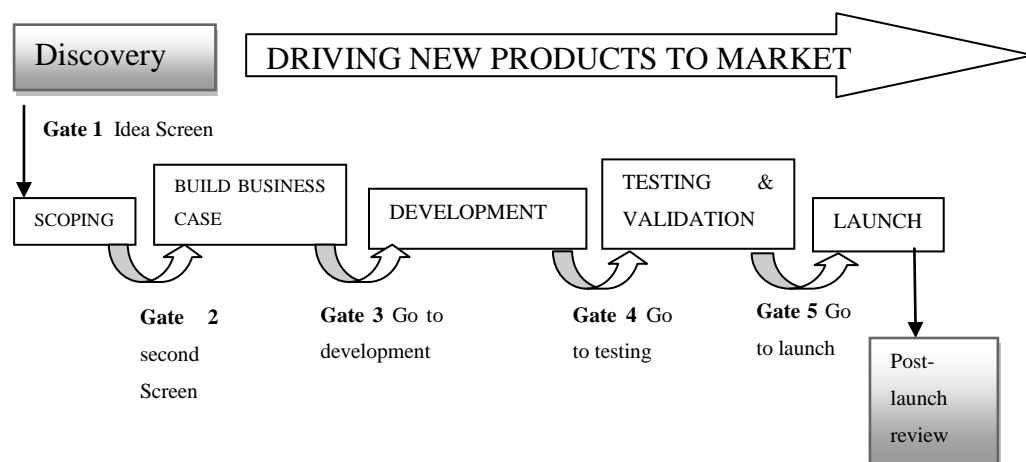 Discovery
DRIVING NEW PRODUCTS TO MARKET
Gate 1 Idea Screen
SCOPING
BUILD BUSINESS
CASE
DEVELOPMENT
TESTING &
VALIDATION
LAUNCH
Gate 2
second
Screen
Gate 3 Go to
development
Gate 4 Go
to testing
Gate 5 Go
to launch
Post-
launch
review